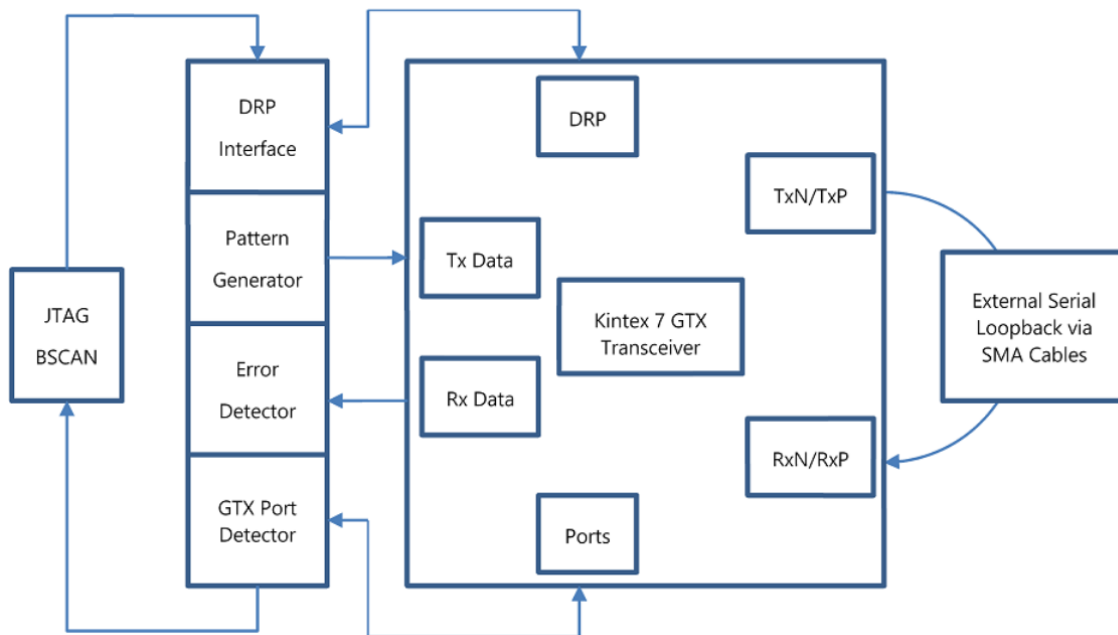 JTAG
BSCAN
DRP
Interface
Pattern
Generator
Error
Detector
GTX Port
Detector
DRP
Tx Data
Rx Data
Kintex 7 GTX
Transceiver
TxN/TxP
RxN/RxP
Ports
External Serial
Loopback via
SMA Cables